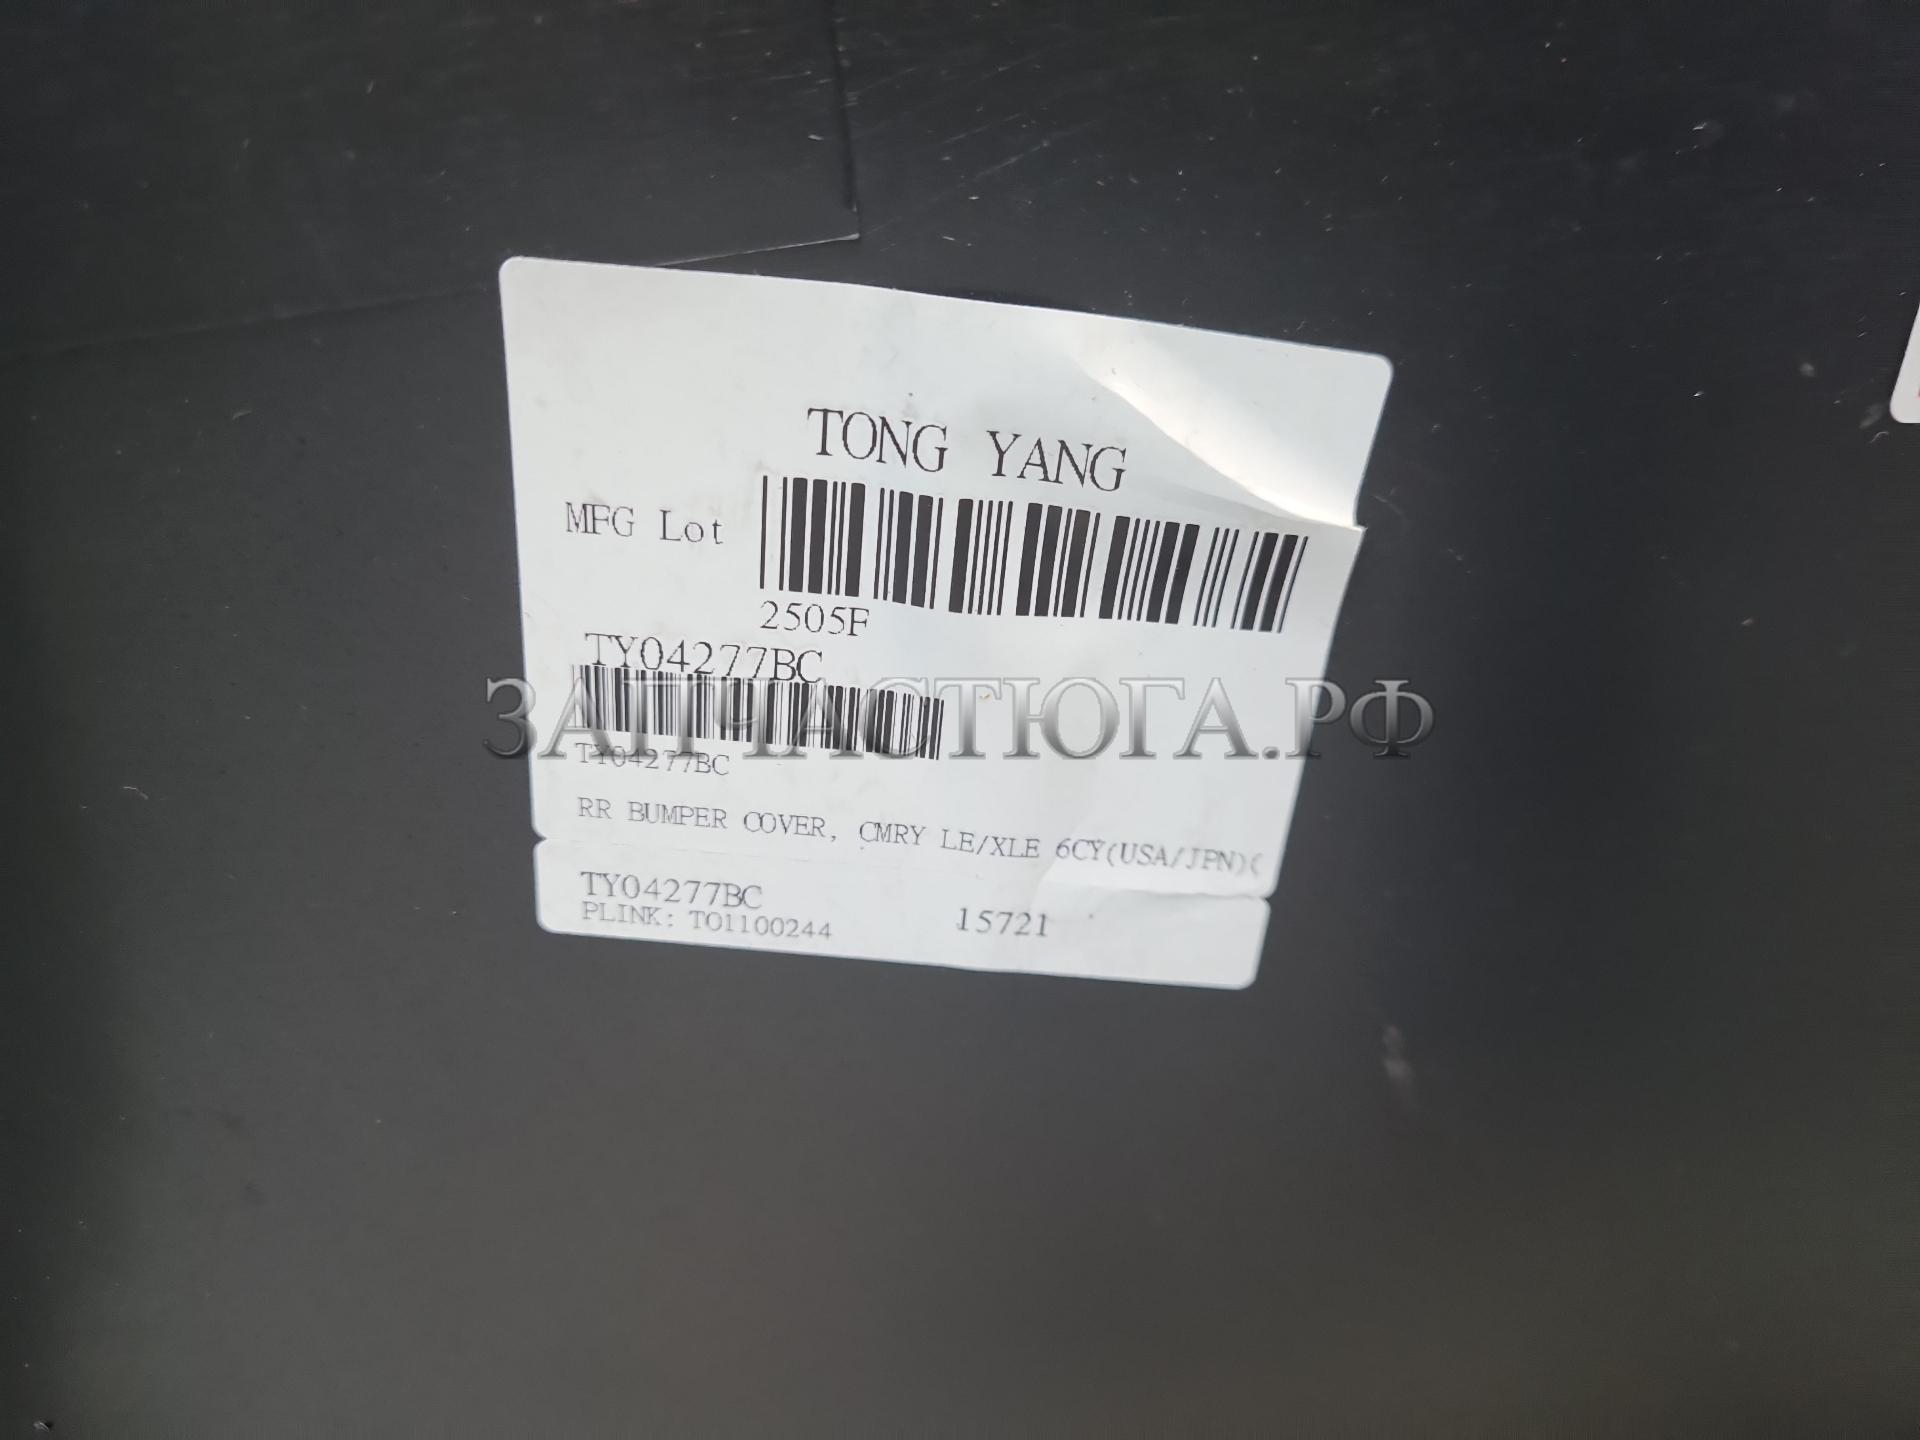 TONG YANG
MFG Lot
2505F
TY04277BC
ЗАПЧАСТЮГА.РФ
TY04277BC
RR BUMPER COVER, CMRY LE/XLE 6CY(USA/JPN)(
TY04277BC
PLINK: TO1100244 15721